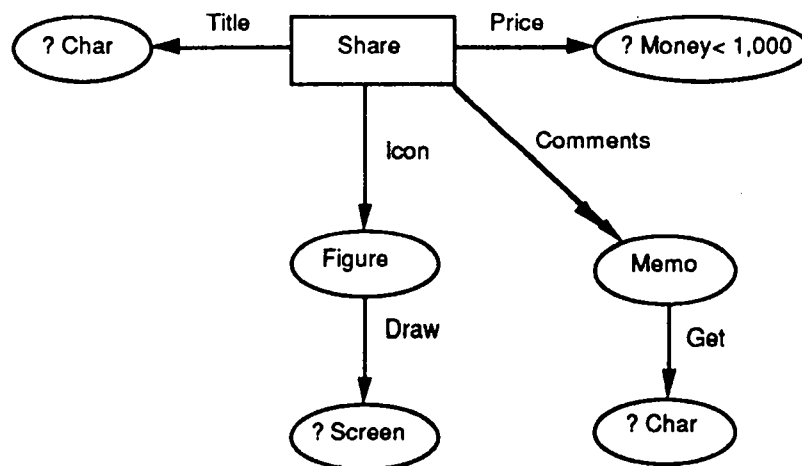 Title
Price
? Char
Share
? Money< 1,000
Icon
Comments
Figure
Memo
Draw
Get
? Screen
? Char